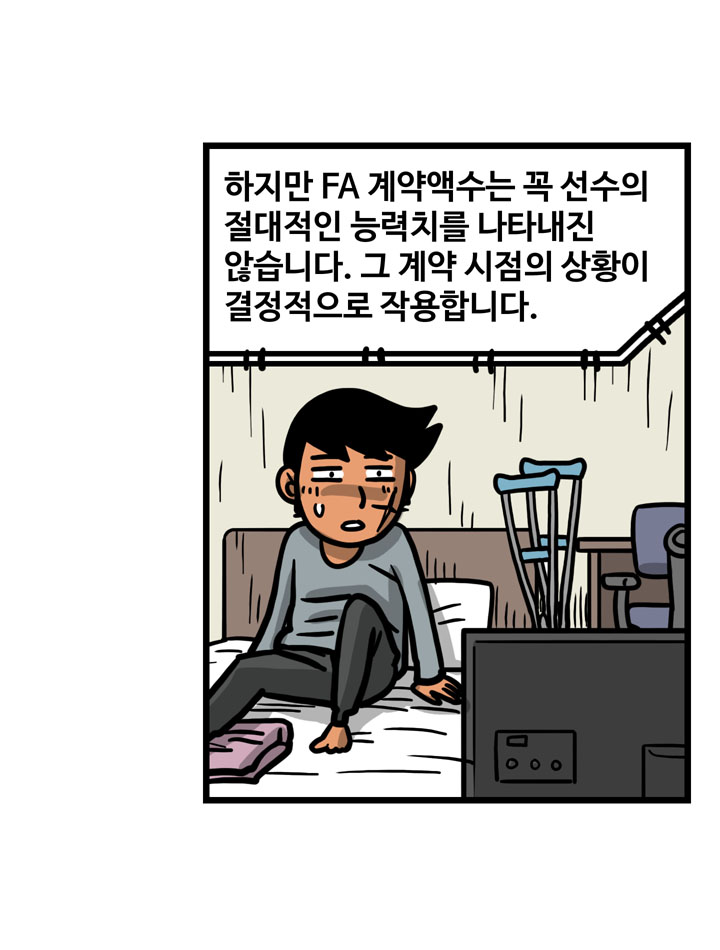 하지만 FA 계약액수는 꼭 선수의
절대적인 능력치를 나타내진
않습니다. 그 계약 시점의 상황이
결정적으로 작용합니다.